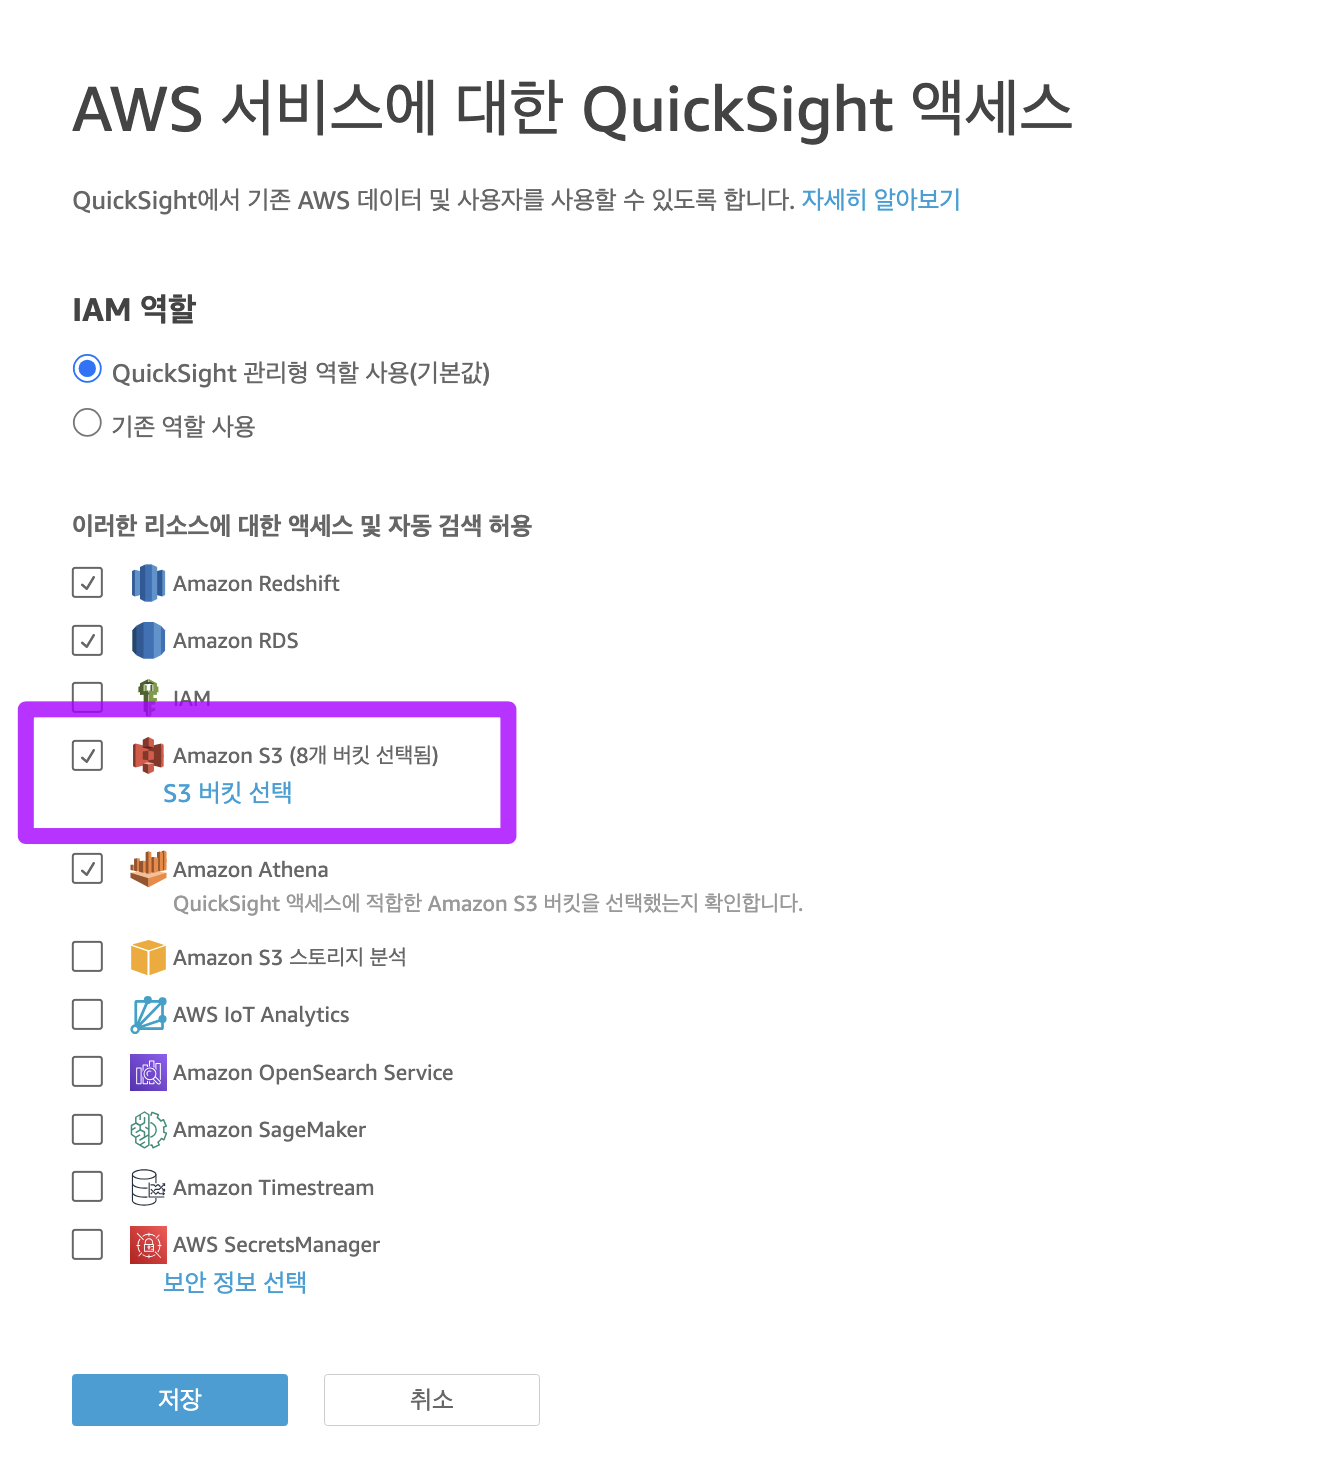 AWS 서비스에 대한 QuickSight 액세스
QuickSight에서 기존 AWS 데이터 및 사용자를 사용할 수 있도록 합니다. 자세히 알아보기
IAM 역할
QuickSight 관리형 역할 사용(기본값)
기존 역할 사용
이러한 리소스에 대한 액세스 및 자동 검색 허용
Amazon Redshift
Amazon RDS
IAM
Amazon S3 (8개 버킷 선택됨)
S3 버킷 선택
Amazon Athena
QuickSight 액세스에 적합한 Amazon S3 버킷을 선택했는지 확인합니다.
Amazon S3 스토리지 분석
AWS IoT Analytics
Amazon OpenSearch Service
Amazon SageMaker
Amazon Timestream
AWS SecretsManager
보안 정보 선택
저장 취소